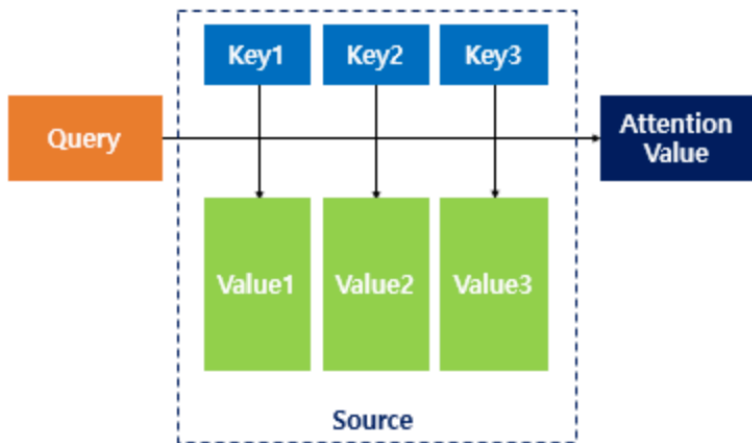 Key1 Key2 Key3
Query
Attention
Value
Value1 Value2 Value3
Source